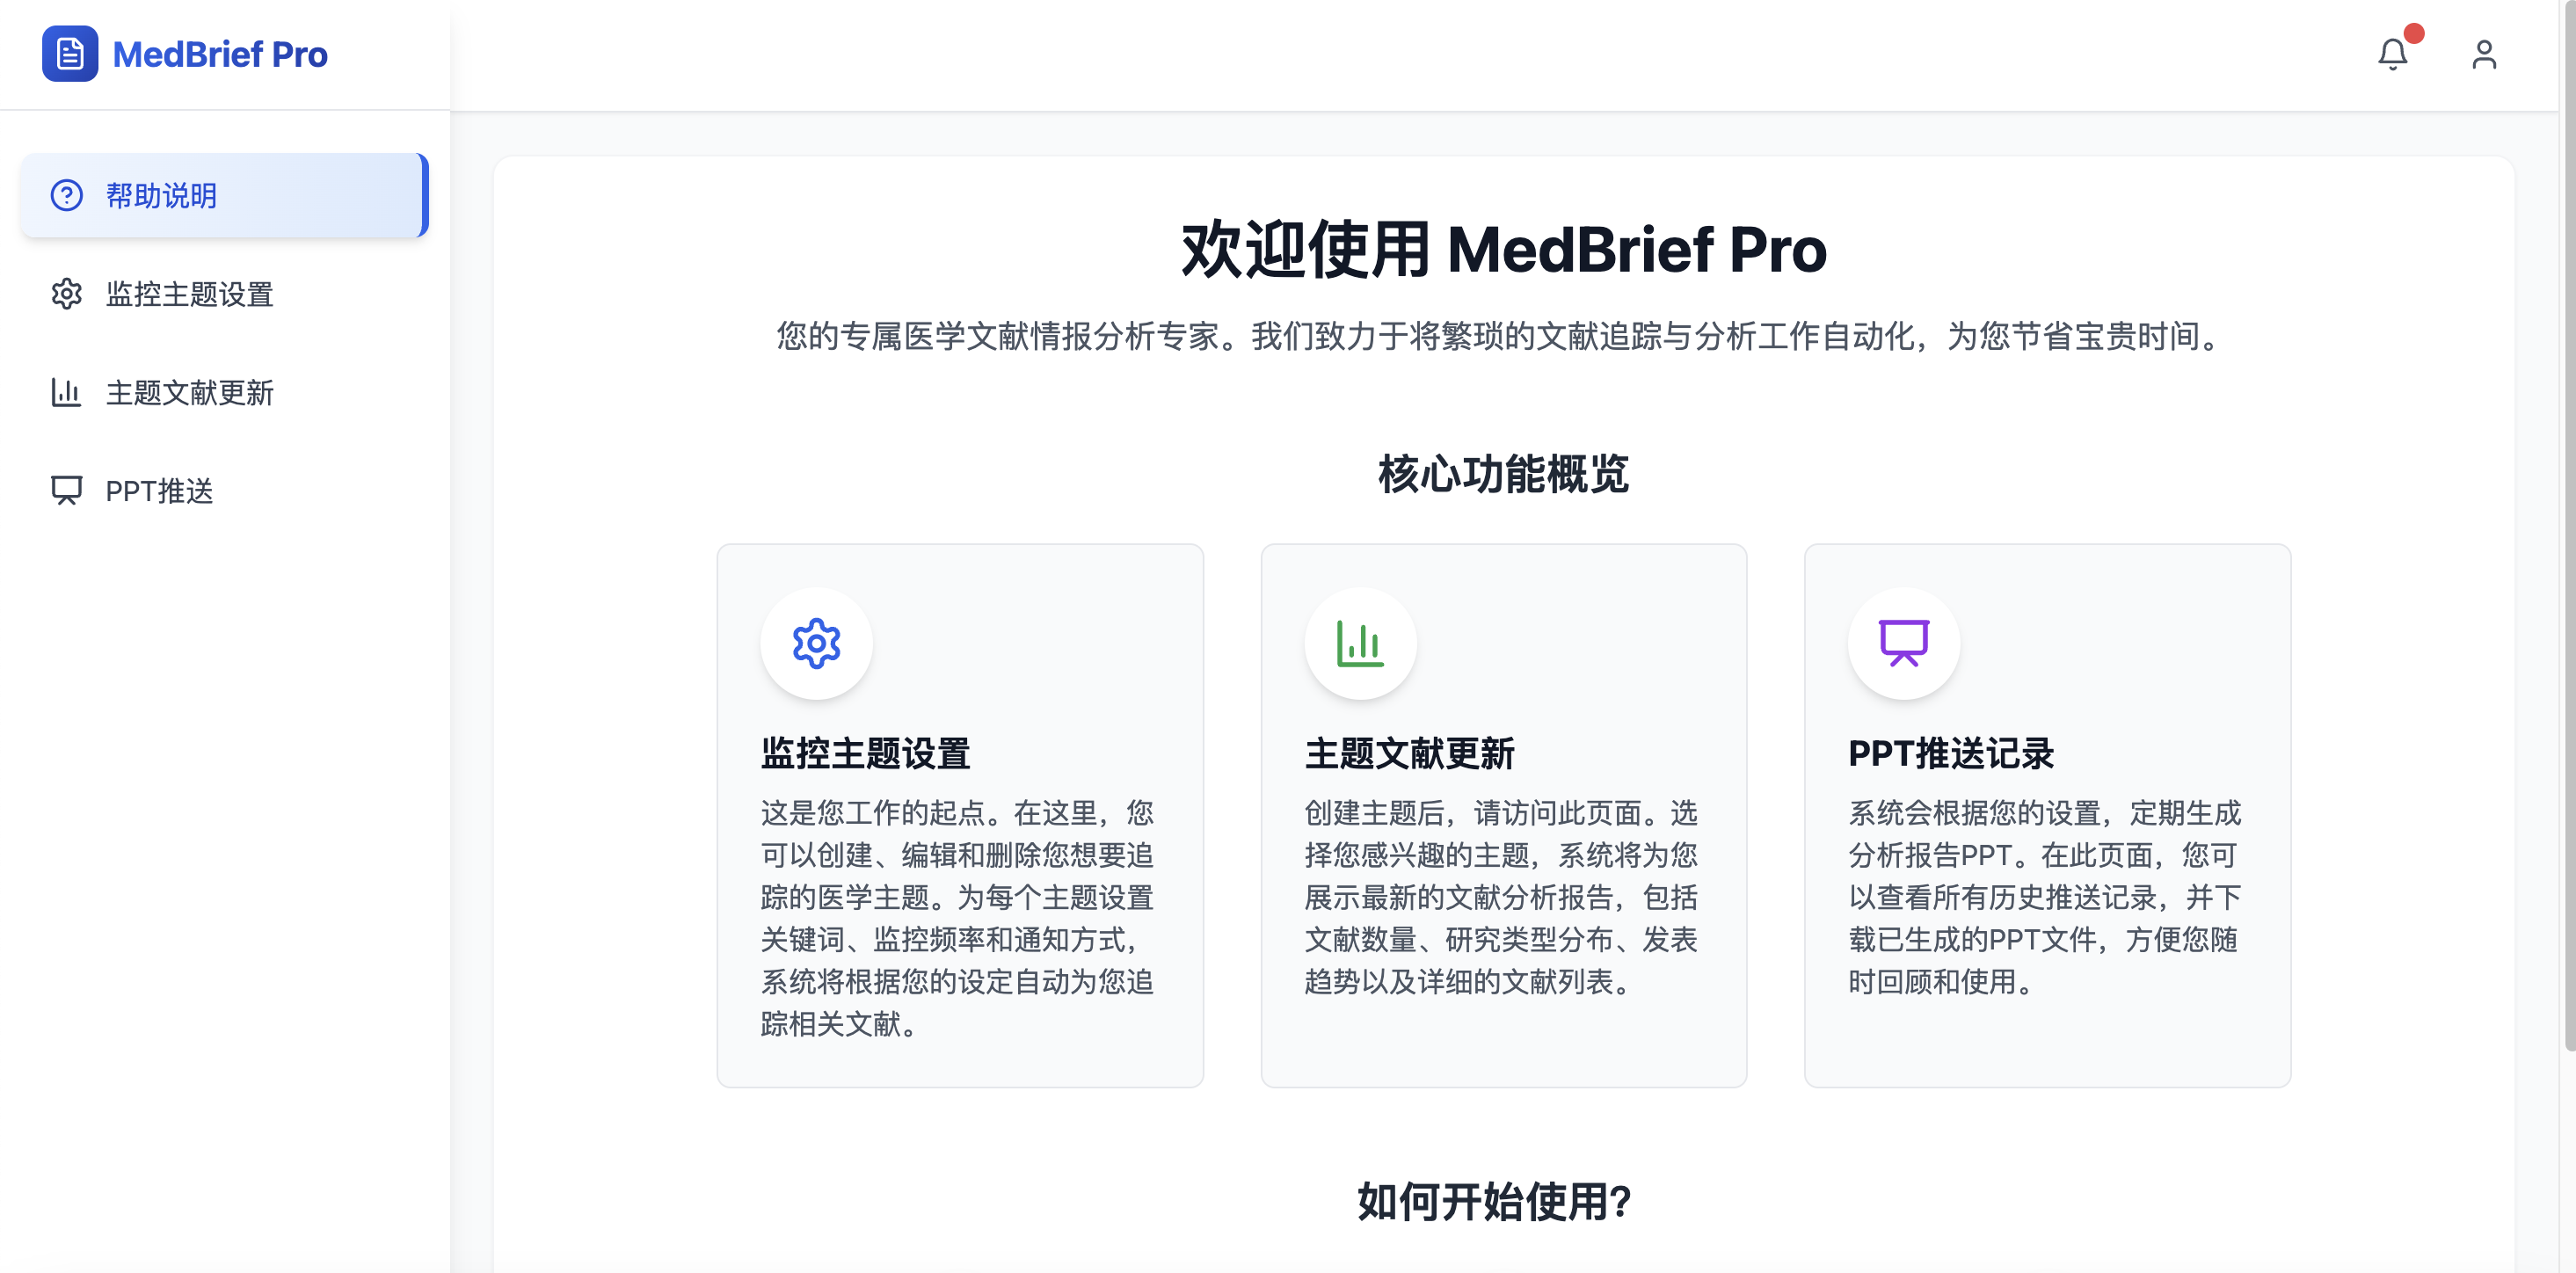 MedBrief Pro
帮助说明
监控主题设置
主题文献更新
PPT推送
欢迎使用 MedBrief Pro
您的专属医学文献情报分析专家。我们致力于将繁琐的文献追踪与分析工作自动化，为您节省宝贵时间。
核心功能概览
监控主题设置
这是您工作的起点。在这里，您
可以创建、编辑和删除您想要追
踪的医学主题。为每个主题设置
关键词、监控频率和通知方式，
系统将根据您的设定自动为您追
踪相关文献。
主题文献更新
创建主题后，请访问此页面。选
择您感兴趣的主题，系统将为您
展示最新的文献分析报告，包括
文献数量、研究类型分布、发表
趋势以及详细的文献列表。
PPT推送记录
系统会根据您的设置，定期生成
分析报告PPT。在此页面，您可
以查看所有历史推送记录，并下
载已生成的PPT文件，方便您随
时回顾和使用。
如何开始使用?